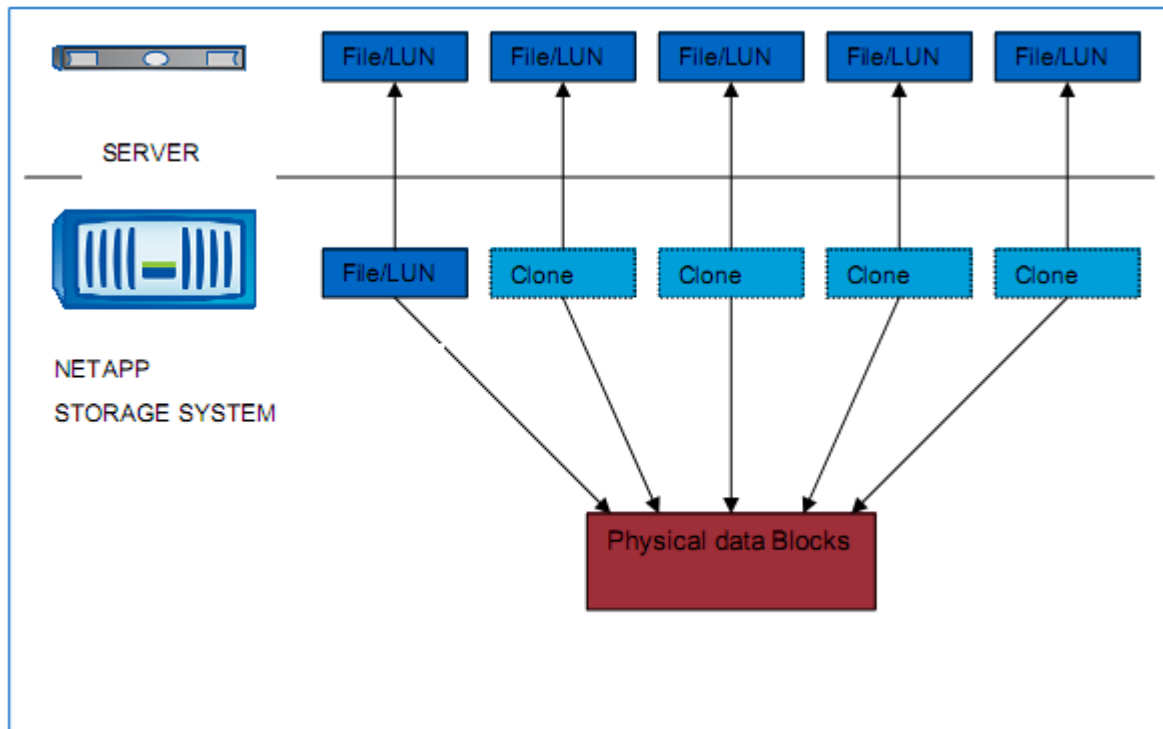 File/LUN
File/LUN
File/LUN
File/LUN
File/LUN
SERVER
File/LUN
Clone
Clone
Clone
Clone
NETAPP
STORAGE SYSTEM
Physical data Blocks